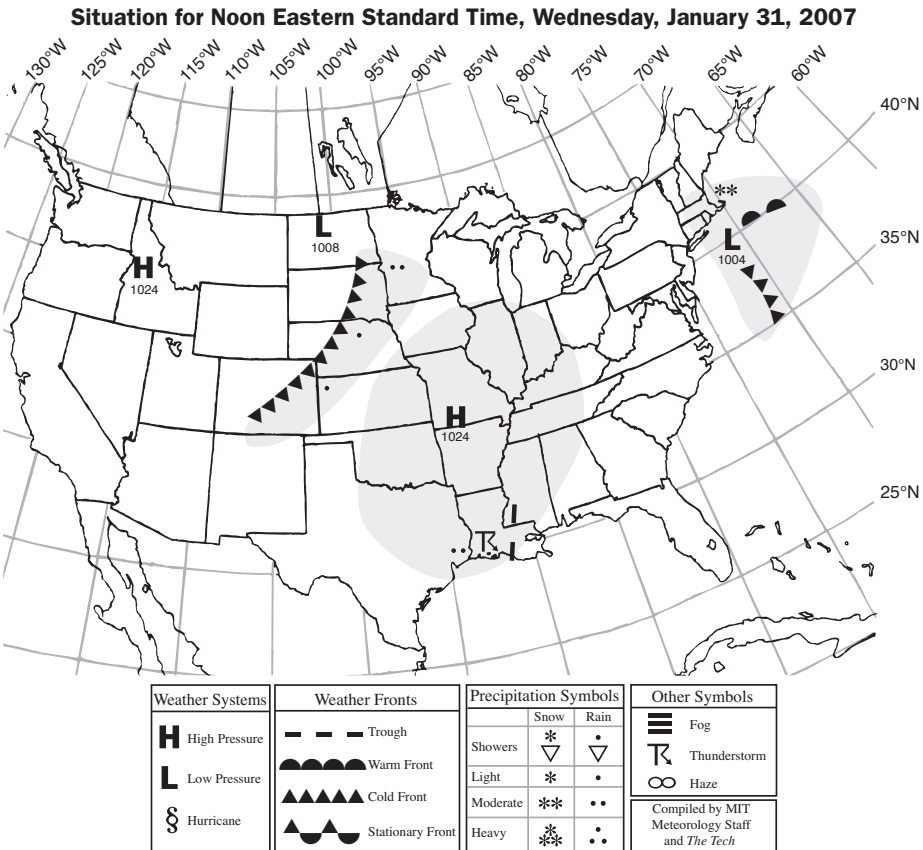 Situation for Noon Eastern Standard Time, Wednesday, January 31, 2007
130°W 125°W 120°W 115°W 110°W 105°W 100°W 95°W 90°W 85°W 80°W 75°W 70°W 65°W 60°W
40°N
35°N
30°N
25°N
L
1008
H
1024
L
1004
H
1024
Weather Systems
H High Pressure
L Low Pressure
§ Hurricane
Weather Fronts
Trough
Warm Front
Cold Front
Stationary Front
Precipitation Symbols
Snow Rain
Showers
Light
Moderate
Heavy
Other Symbols
Fog
Thunderstorm
Haze
Compiled by MIT
Meteorology Staff
and The Tech